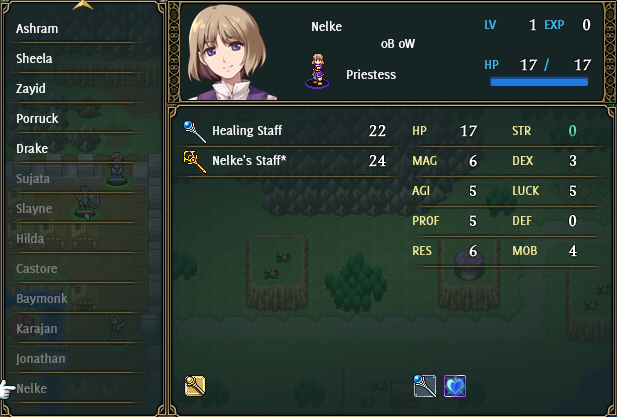 Ashram
Sheela
Zayid
Porruck
Drake
Sujata
Slayne
Hilda
Castore
Baymonk
Karajan
Jonathan
Nelke
Nelke
oB oW
Priestess
LV 1 EXP 0
HP 17 / 17
Healing Staff 22
Nelke's Staff* 24
HP 17 STR 0
MAG 6 DEX 3
AGI 5 LUCK 5
PROF 5 DEF 0
RES 6 MOB 4